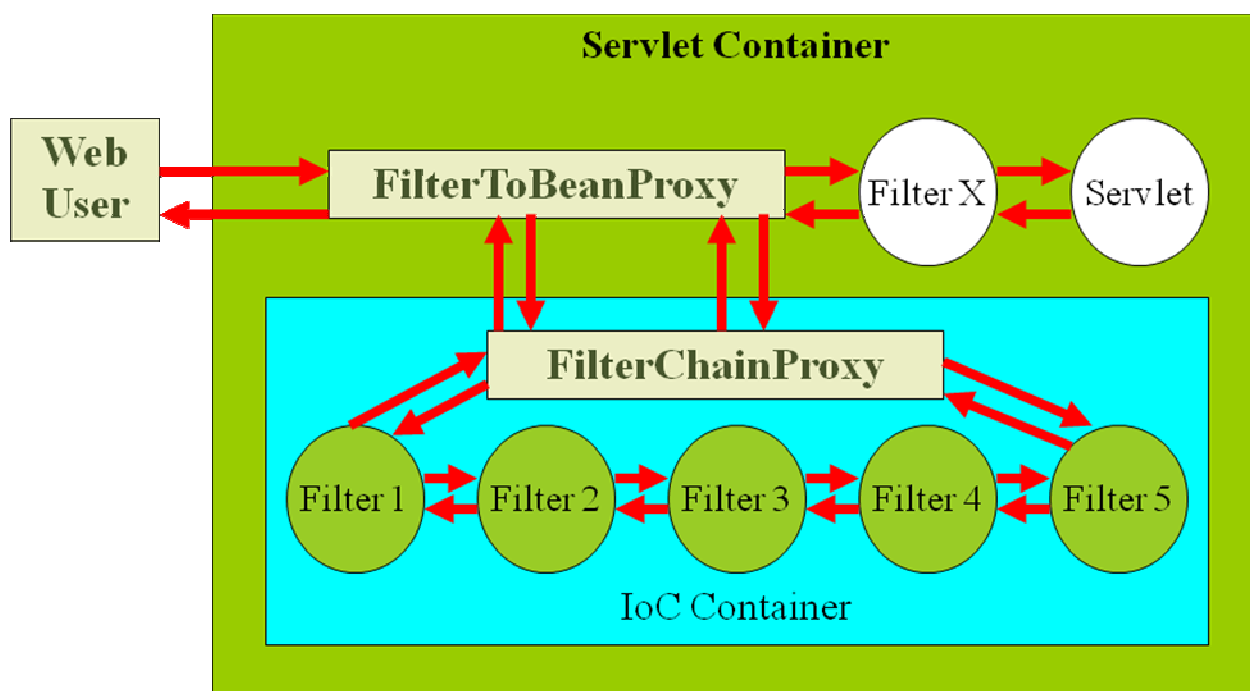 Servlet Container
Web
User
FilterToBeanProxy
Filter X
Servlet
FilterChainProxy
Filter 1
Filter 2
Filter 3
Filter 4
Filter 5
IoC Container